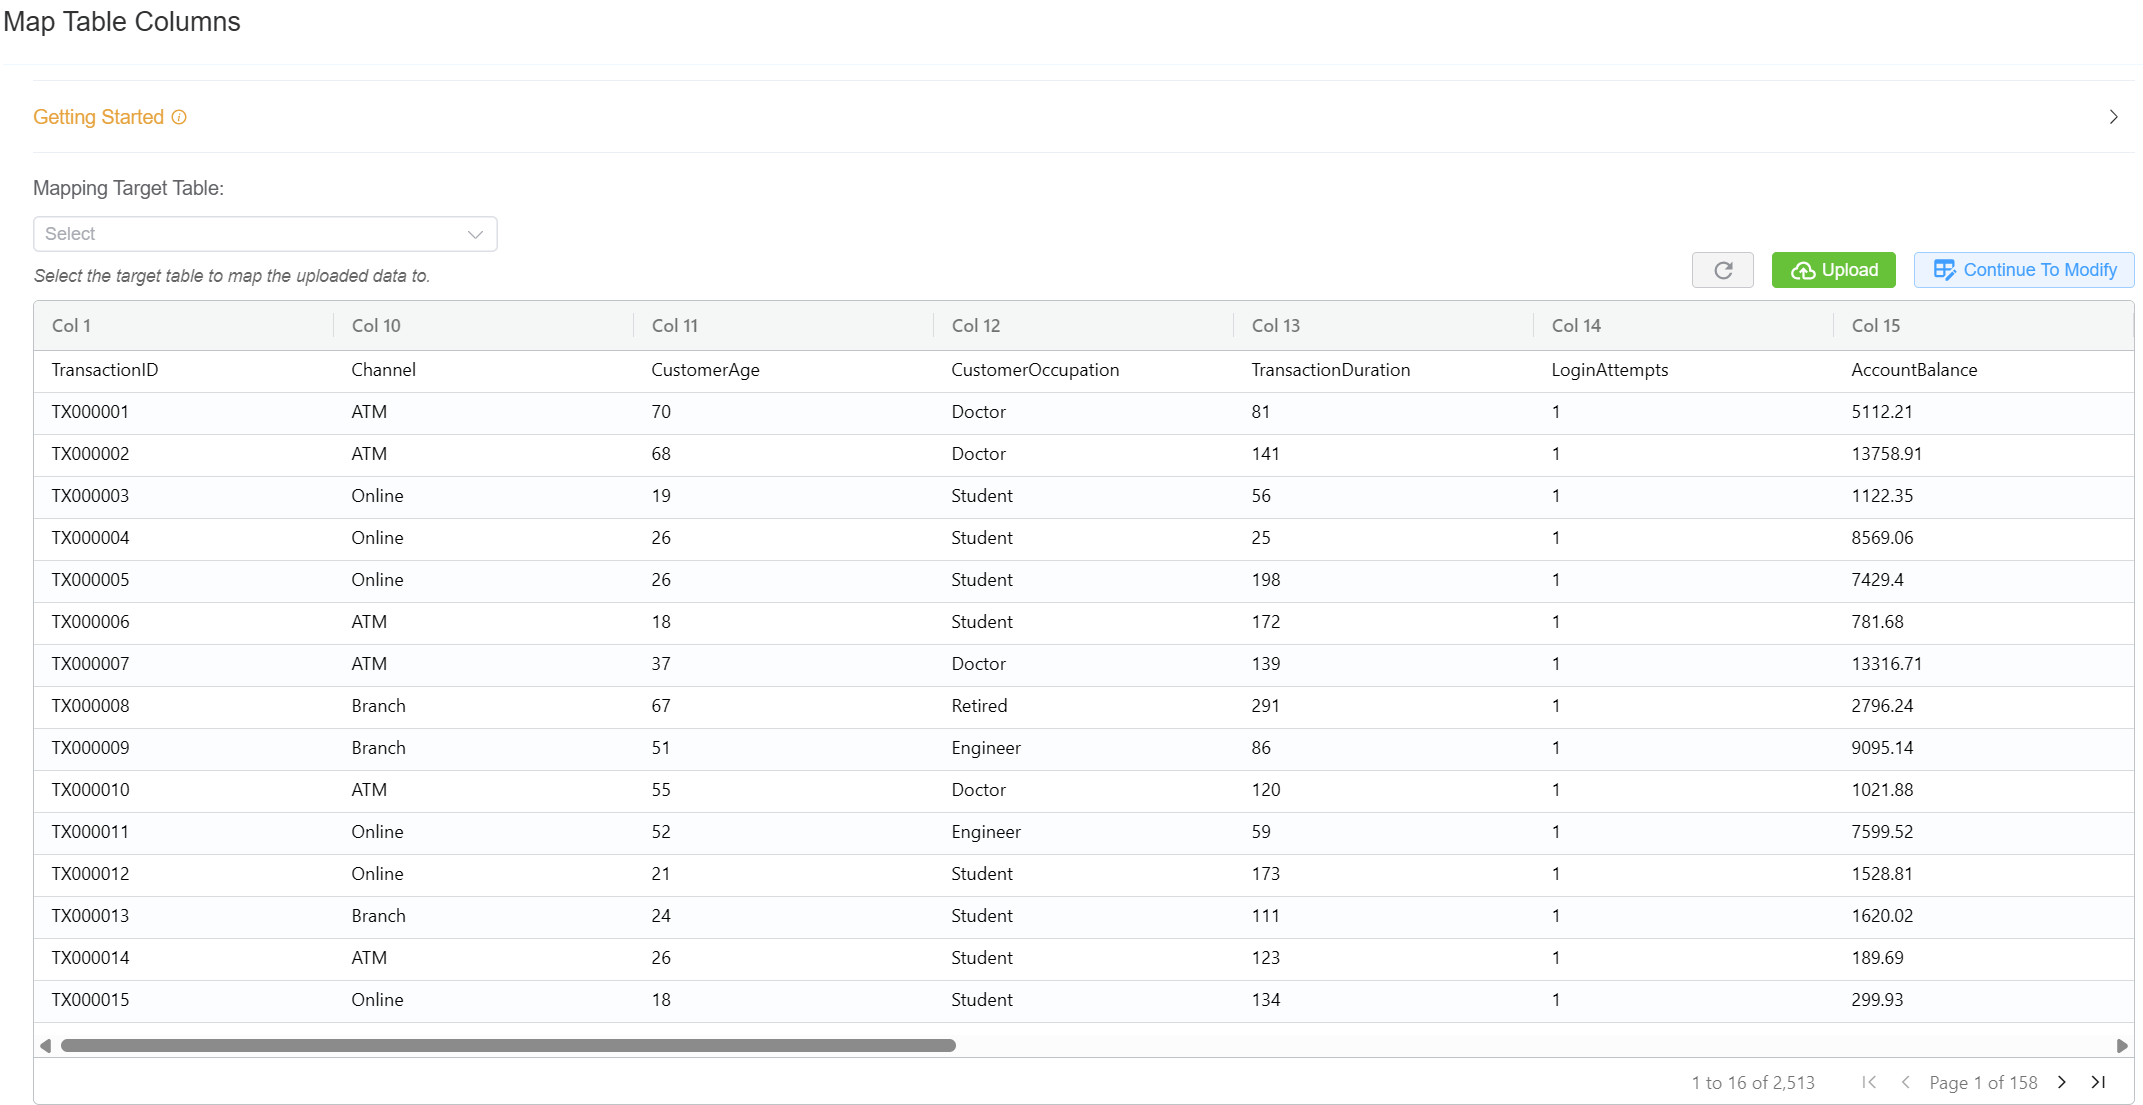 Map Table Columns
Getting Started
Mapping Target Table:
Select
Select the target table to map the uploaded data to.
Upload
Continue To Modify
Col 1 Col 10 Col 11 Col 12 Col 13 Col 14 Col 15
TransactionID Channel CustomerAge CustomerOccupation TransactionDuration LoginAttempts AccountBalance
TX000001 ATM 70 Doctor 81 1 5112.21
TX000002 ATM 68 Doctor 141 1 13758.91
TX000003 Online 19 Student 56 1 1122.35
TX000004 Online 26 Student 25 1 8569.06
TX000005 Online 26 Student 198 1 7429.4
TX000006 ATM 18 Student 172 1 781.68
TX000007 ATM 37 Doctor 139 1 13316.71
TX000008 Branch 67 Retired 291 1 2796.24
TX000009 Branch 51 Engineer 86 1 9095.14
TX000010 ATM 55 Doctor 120 1 1021.88
TX000011 Online 52 Engineer 59 1 7599.52
TX000012 Online 21 Student 173 1 1528.81
TX000013 Branch 24 Student 111 1 1620.02
TX000014 ATM 26 Student 123 1 189.69
TX000015 Online 18 Student 134 1 299.93
1 to 16 of 2,513 Page 1 of 158